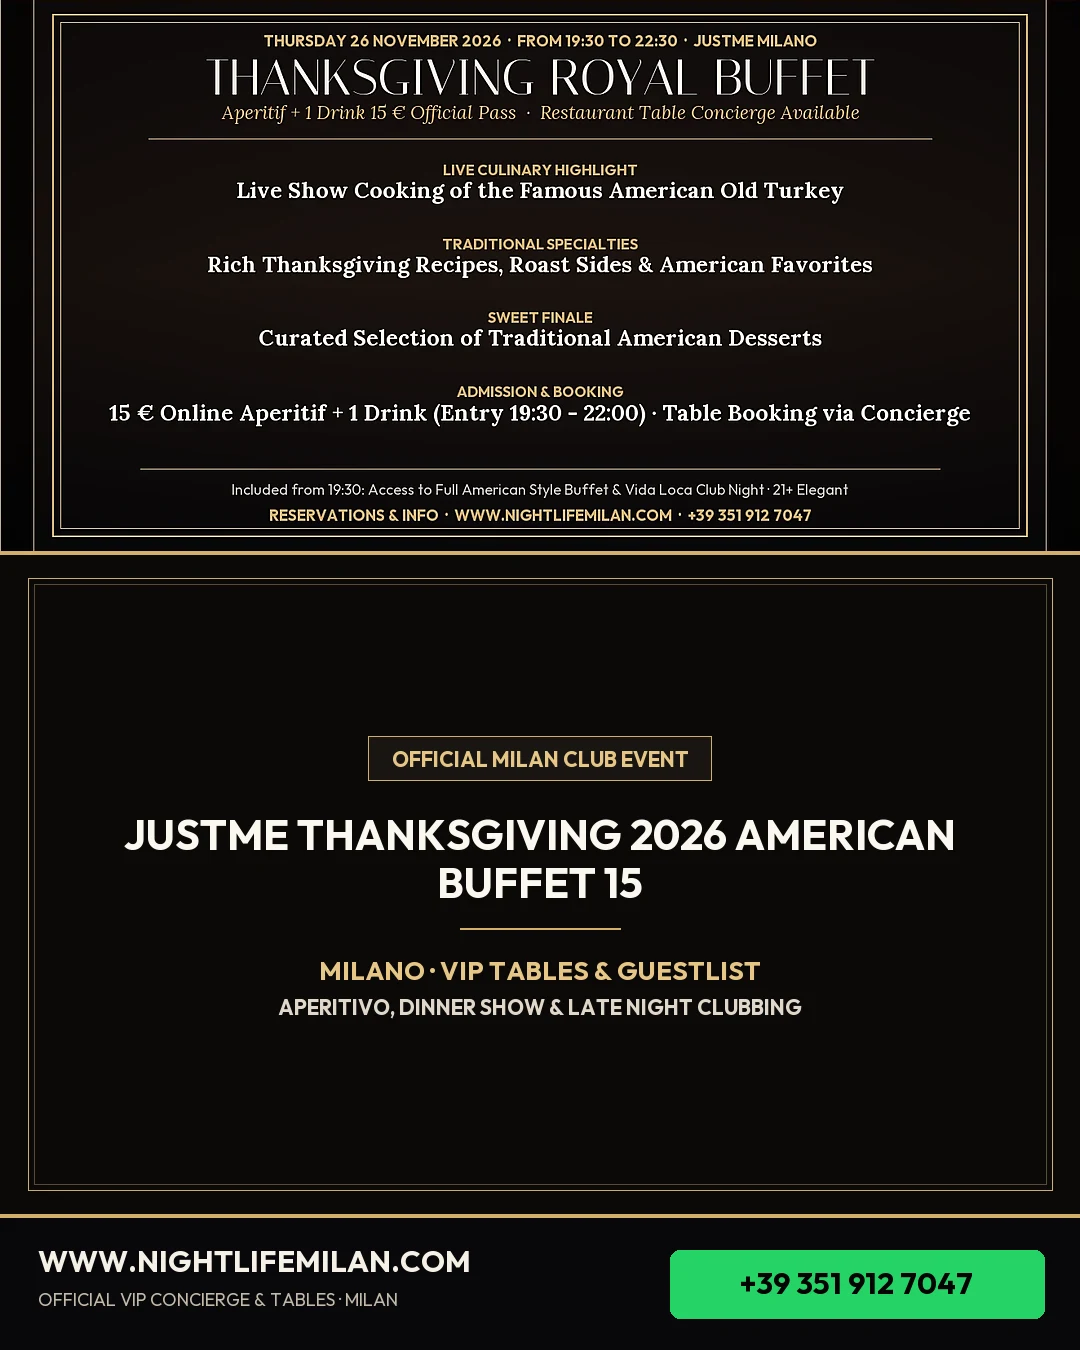 THURSDAY 26 NOVEMBER 2026 · FROM 19:30 TO 22:30 · JUSTME MILANO
THANKSGIVING ROYAL BUFFET
Aperitif + 1 Drink 15 € Official Pass · Restaurant Table Concierge Available
LIVE CULINARY HIGHLIGHT
Live Show Cooking of the Famous American Old Turkey
TRADITIONAL SPECIALTIES
Rich Thanksgiving Recipes, Roast Sides & American Favorites
SWEET FINALE
Curated Selection of Traditional American Desserts
ADMISSION & BOOKING
15 € Online Aperitif + 1 Drink (Entry 19:30 - 22:00) · Table Booking via Concierge
Included from 19:30: Access to Full American Style Buffet & Vida Loca Club Night · 21+ Elegant
RESERVATIONS & INFO · WWW.NIGHTLIFEMILAN.COM · +39 351 912 7047
OFFICIAL MILAN CLUB EVENT
JUSTME THANKSGIVING 2026 AMERICAN
BUFFET 15
MILANO · VIP TABLES & GUESTLIST
APERITIVO, DINNER SHOW & LATE NIGHT CLUBBING
WWW.NIGHTLIFEMILAN.COM
+39 351 912 7047
OFFICIAL VIP CONCIERGE & TABLES · MILAN